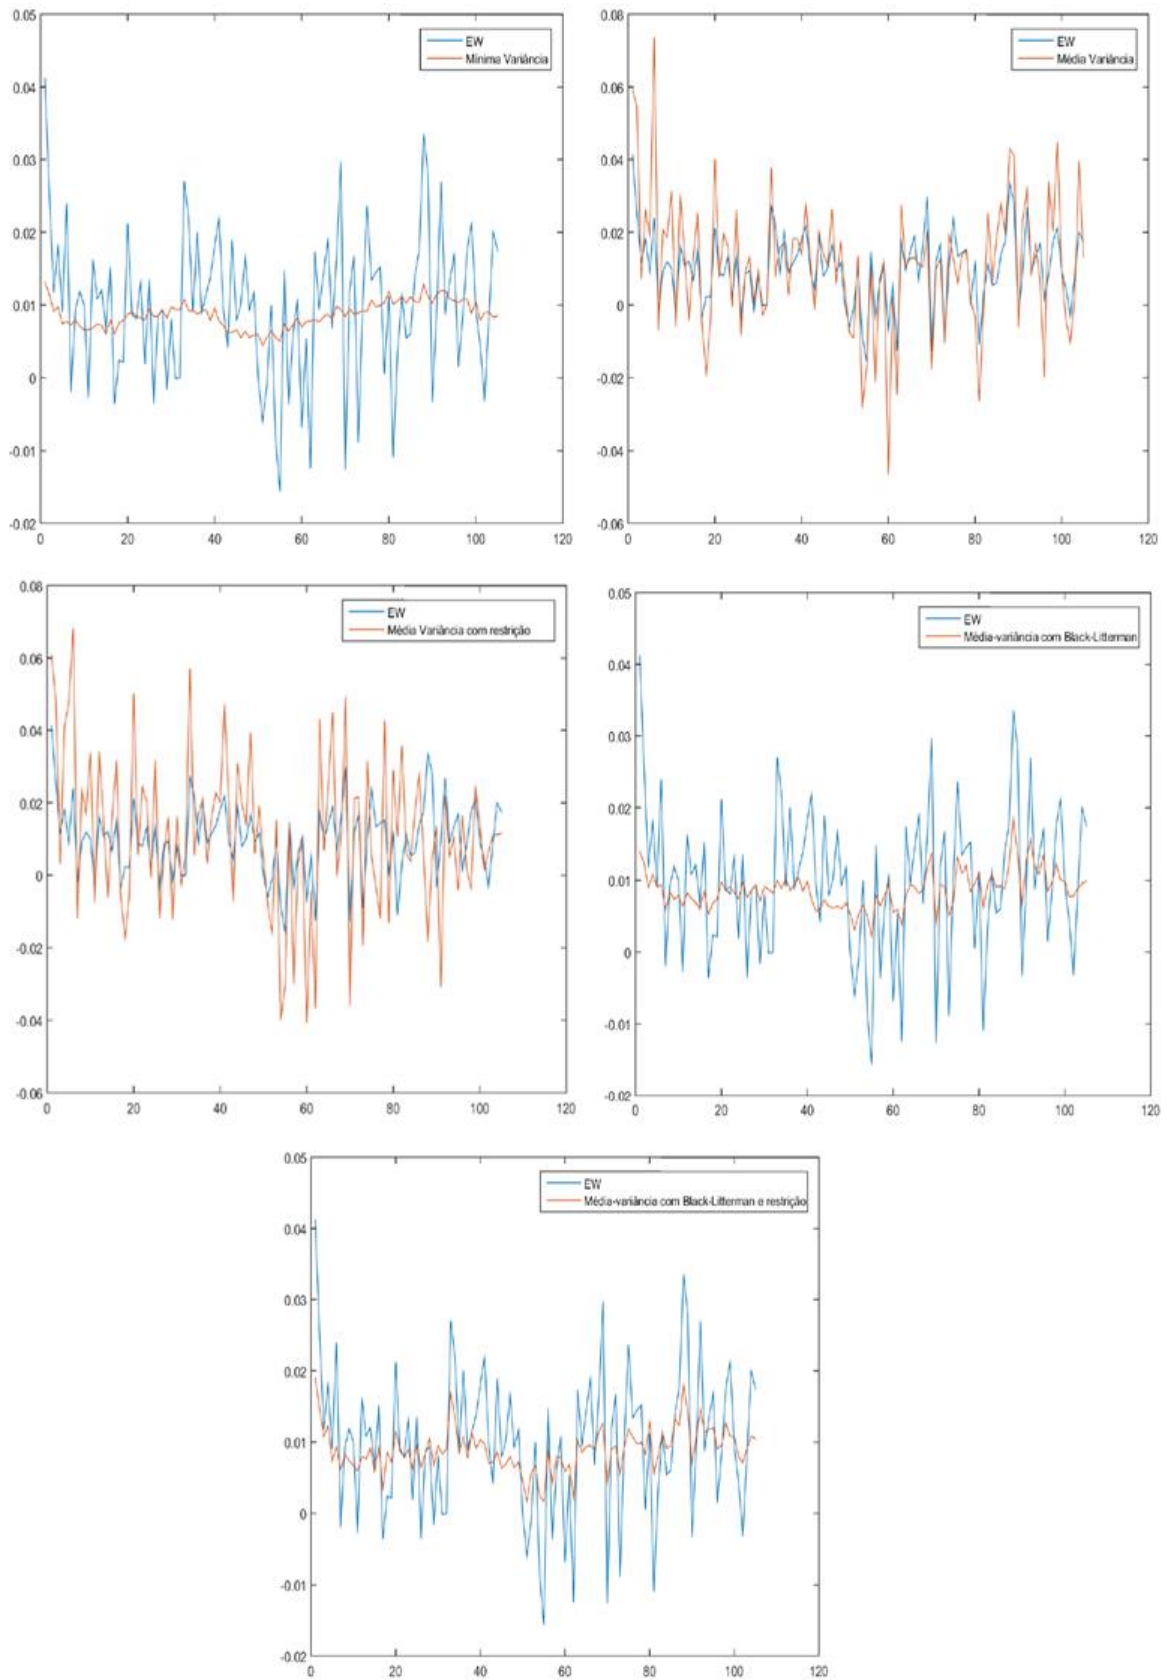 0.05
EW
Mínima Variância
0.04
0.03
0.02
0.01
0
-0.01
-0.02
0 20 40 60 80 100 120
0.08
EW
Média Variância
0.06
0.04
0.02
0
-0.02
-0.04
-0.06
0 20 40 60 80 100 120
0.08
EW
Média Variância com restrição
0.06
0.04
0.02
0
-0.02
-0.04
-0.06
0 20 40 60 80 100 120
0.05
EW
Média-variância com Black-Litterman
0.04
0.03
0.02
0.01
0
-0.01
-0.02
0 20 40 60 80 100 120
0.05
EW
Média-variância com Black-Litterman e restrição
0.04
0.03
0.02
0.01
0
-0.01
-0.02
0 20 40 60 80 100 120